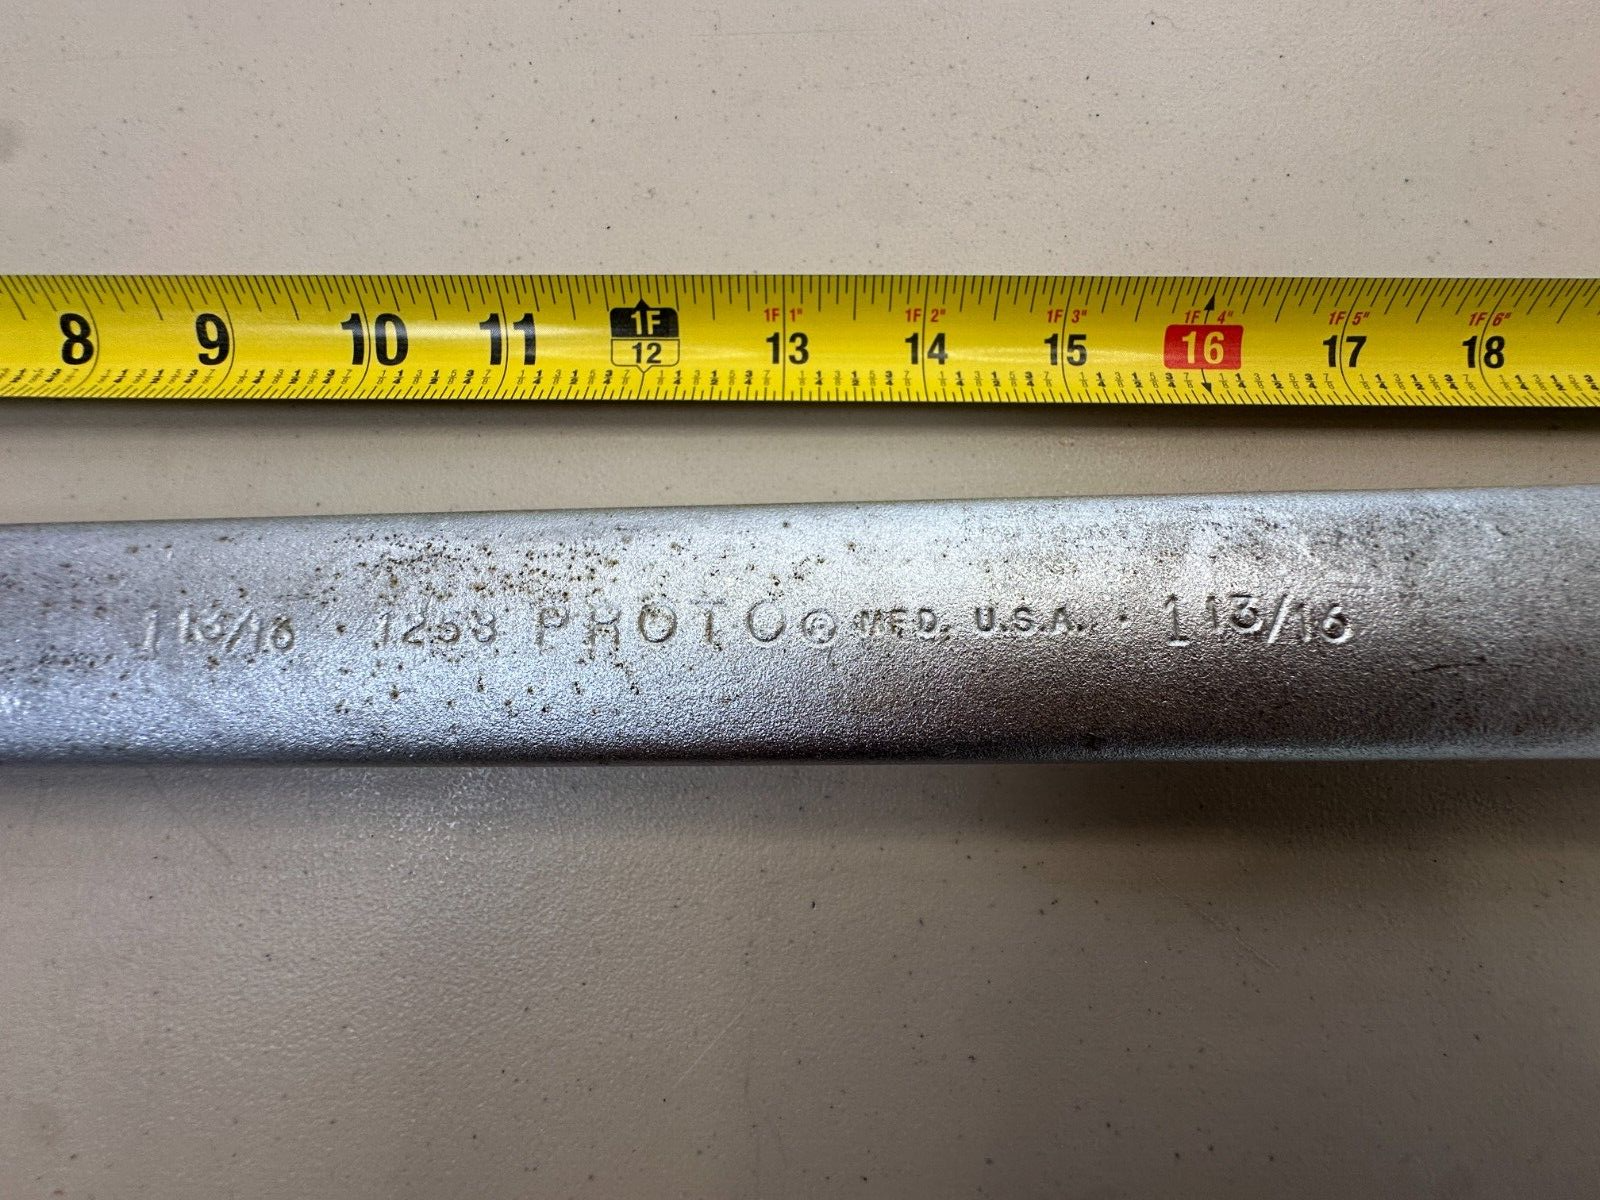 1F 1F 1" 1F 2" 1F 3" 1F 4" 1F 5" 1F 6"
8 9 10 11 12 13 14 15 16 17 18
1 13/16 · 1258 PROTO® MFD. U.S.A. · 1 13/16